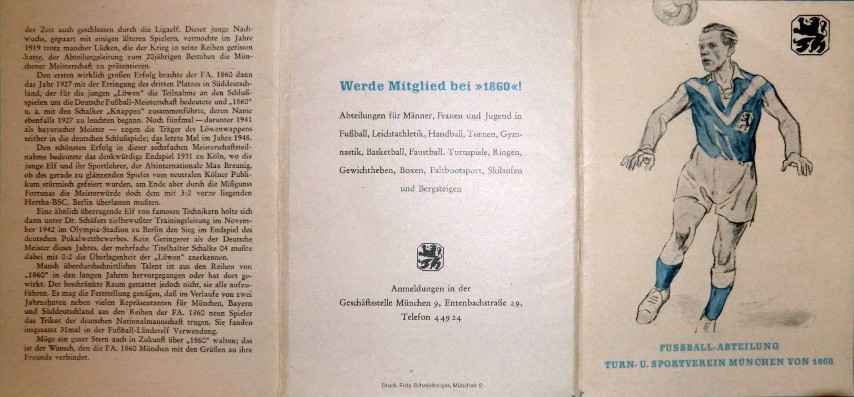 der Zeit auch geschlossen durch die Ligaelf. Dieser junge Nach-
wuchs, gepaart mit einigen älteren Spielern, vermochte im Jahre
1919 trotz mancher Lücken, die der Krieg in seine Reihen gerissen
hatte, der Abteilungsleitung zum 20jährigen Bestehen die Mün-
chener Meisterschaft zu präsentieren.
Den ersten wirklich großen Erfolg brachte der FA. 1860 dann
das Jahr 1927 mit der Erringung des dritten Platzes in Süddeutsch-
land, der für die jungen „Löwen“ die Teilnahme an den Schluß-
spielen um die Deutsche Fußball-Meisterschaft bedeutete und „1860“
u. a. mit den Schalker „Knappen“ zusammenführte, deren Name
ebenfalls 1927 zu leuchten begann. Noch fünfmal — darunter 1941
als bayerischer Meister — zogen die Träger des Löwenwappens
seither in die deutschen Schlußspiele; das letzte Mal im Jahre 1948.
Den schönsten Erfolg in dieser sechsfachen Meisterschaftsteil-
nahme bedeutete das denkwürdige Endspiel 1931 zu Köln, wo die
junge Elf und ihr Sportlehrer, der Altinternationale Max Breunig,
ob des gerade zu glänzenden Spieles vom neutralen Kölner Publi-
kum stürmisch gefeiert wurden, am Ende aber durch die Mißgunst
Fortunas die Meisterwürde doch dem mit 3:2 vorne liegenden
Hertha-BSC. Berlin überlassen mußten.
Eine ähnlich überragende Elf von famosen Technikern holte sich
dann unter Dr. Schäfers zielbewußter Trainingsleitung im Novem-
ber 1942 im Olympia-Stadion zu Berlin den Sieg im Endspiel des
deutschen Pokalwettbewerbes. Kein Geringerer als der Deutsche
Meister dieses Jahres, der mehrfache Titelhalter Schalke 04 mußte
dabei mit 0:2 die Überlegenheit der „Löwen“ anerkennen.
Manch überdurchschnittliches Talent ist aus den Reihen von
„1860“ in den langen Jahren hervorgegangen oder hat dort ge-
wirkt. Der beschränkte Raum gestattet jedoch nicht, sie alle aufzu-
führen. Es mag die Feststellung genügen, daß im Verlaufe von zwei
Jahrzehnten neben vielen Repräsentanten für München, Bayern
und Süddeutschland aus den Reihen der FA. 1860 neun Spieler
das Trikot der deutschen Nationalmannschaft trugen. Sie fanden
insgesamt 31mal in der Fußball-Länderelf Verwendung.
Möge ein guter Stern auch in Zukunft über „1860“ walten; das
ist der Wunsch, den die FA. 1860 München mit den Grüßen an ihre
Freunde verbindet.
Werde Mitglied bei »1860«!
Abteilungen für Männer, Frauen und Jugend in
Fußball, Leichtathletik, Handball, Turnen, Gym-
nastik, Basketball, Faustball, Turnspiele, Ringen,
Gewichtheben, Boxen, Faltbootsport, Skilaufen
und Bergsteigen
Anmeldungen in der
Geschäftsstelle München 9, Entenbachstraße 29,
Telefon 44924
Druck Fritz Schmidberger, München 2
FUSSBALL-ABTEILUNG
TURN- U. SPORTVEREIN MÜNCHEN VON 1860